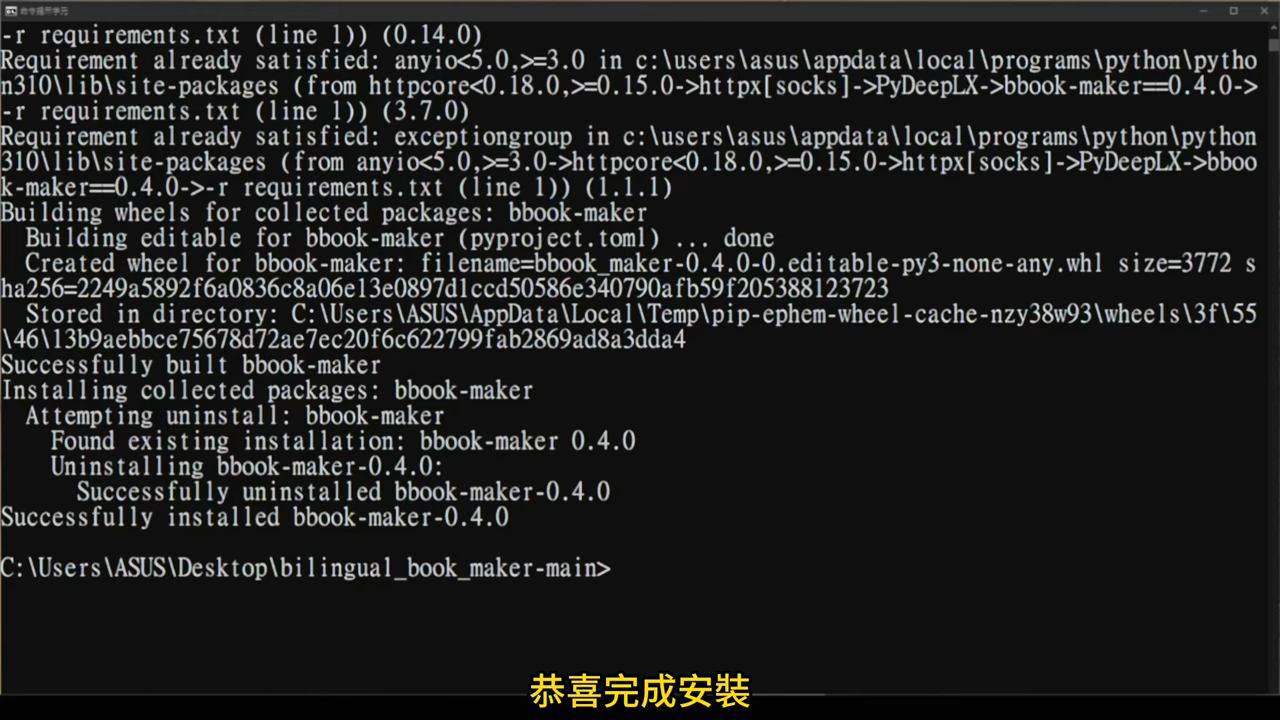 命令提示字元
-r requirements.txt (line 1)) (0.14.0)
Requirement already satisfied: anyio<5.0,>=3.0 in c:\users\asus\appdata\local\programs\python\pytho
n310\lib\site-packages (from httpcore<0.18.0,>=0.15.0->httpx[socks]->PyDeepLX->bbook-maker==0.4.0->
-r requirements.txt (line 1)) (3.7.0)
Requirement already satisfied: exceptiongroup in c:\users\asus\appdata\local\programs\python\python
310\lib\site-packages (from anyio<5.0,>=3.0->httpcore<0.18.0,>=0.15.0->httpx[socks]->PyDeepLX->bboo
k-maker==0.4.0->-r requirements.txt (line 1)) (1.1.1)
Building wheels for collected packages: bbook-maker
  Building editable for bbook-maker (pyproject.toml) ... done
  Created wheel for bbook-maker: filename=bbook_maker-0.4.0-0.editable-py3-none-any.whl size=3772 s
ha256=2249a5892f6a0836c8a06e13e0897d1ccd50586e340790afb59f205388123723
  Stored in directory: C:\Users\ASUS\AppData\Local\Temp\pip-ephem-wheel-cache-nzy38w93\wheels\3f\55
\46\13b9aebbce75678d72ae7ec20f6c622799fab2869ad8a3dda4
Successfully built bbook-maker
Installing collected packages: bbook-maker
  Attempting uninstall: bbook-maker
    Found existing installation: bbook-maker 0.4.0
    Uninstalling bbook-maker-0.4.0:
      Successfully uninstalled bbook-maker-0.4.0
Successfully installed bbook-maker-0.4.0
C:\Users\ASUS\Desktop\bilingual_book_maker-main>
恭喜完成安裝